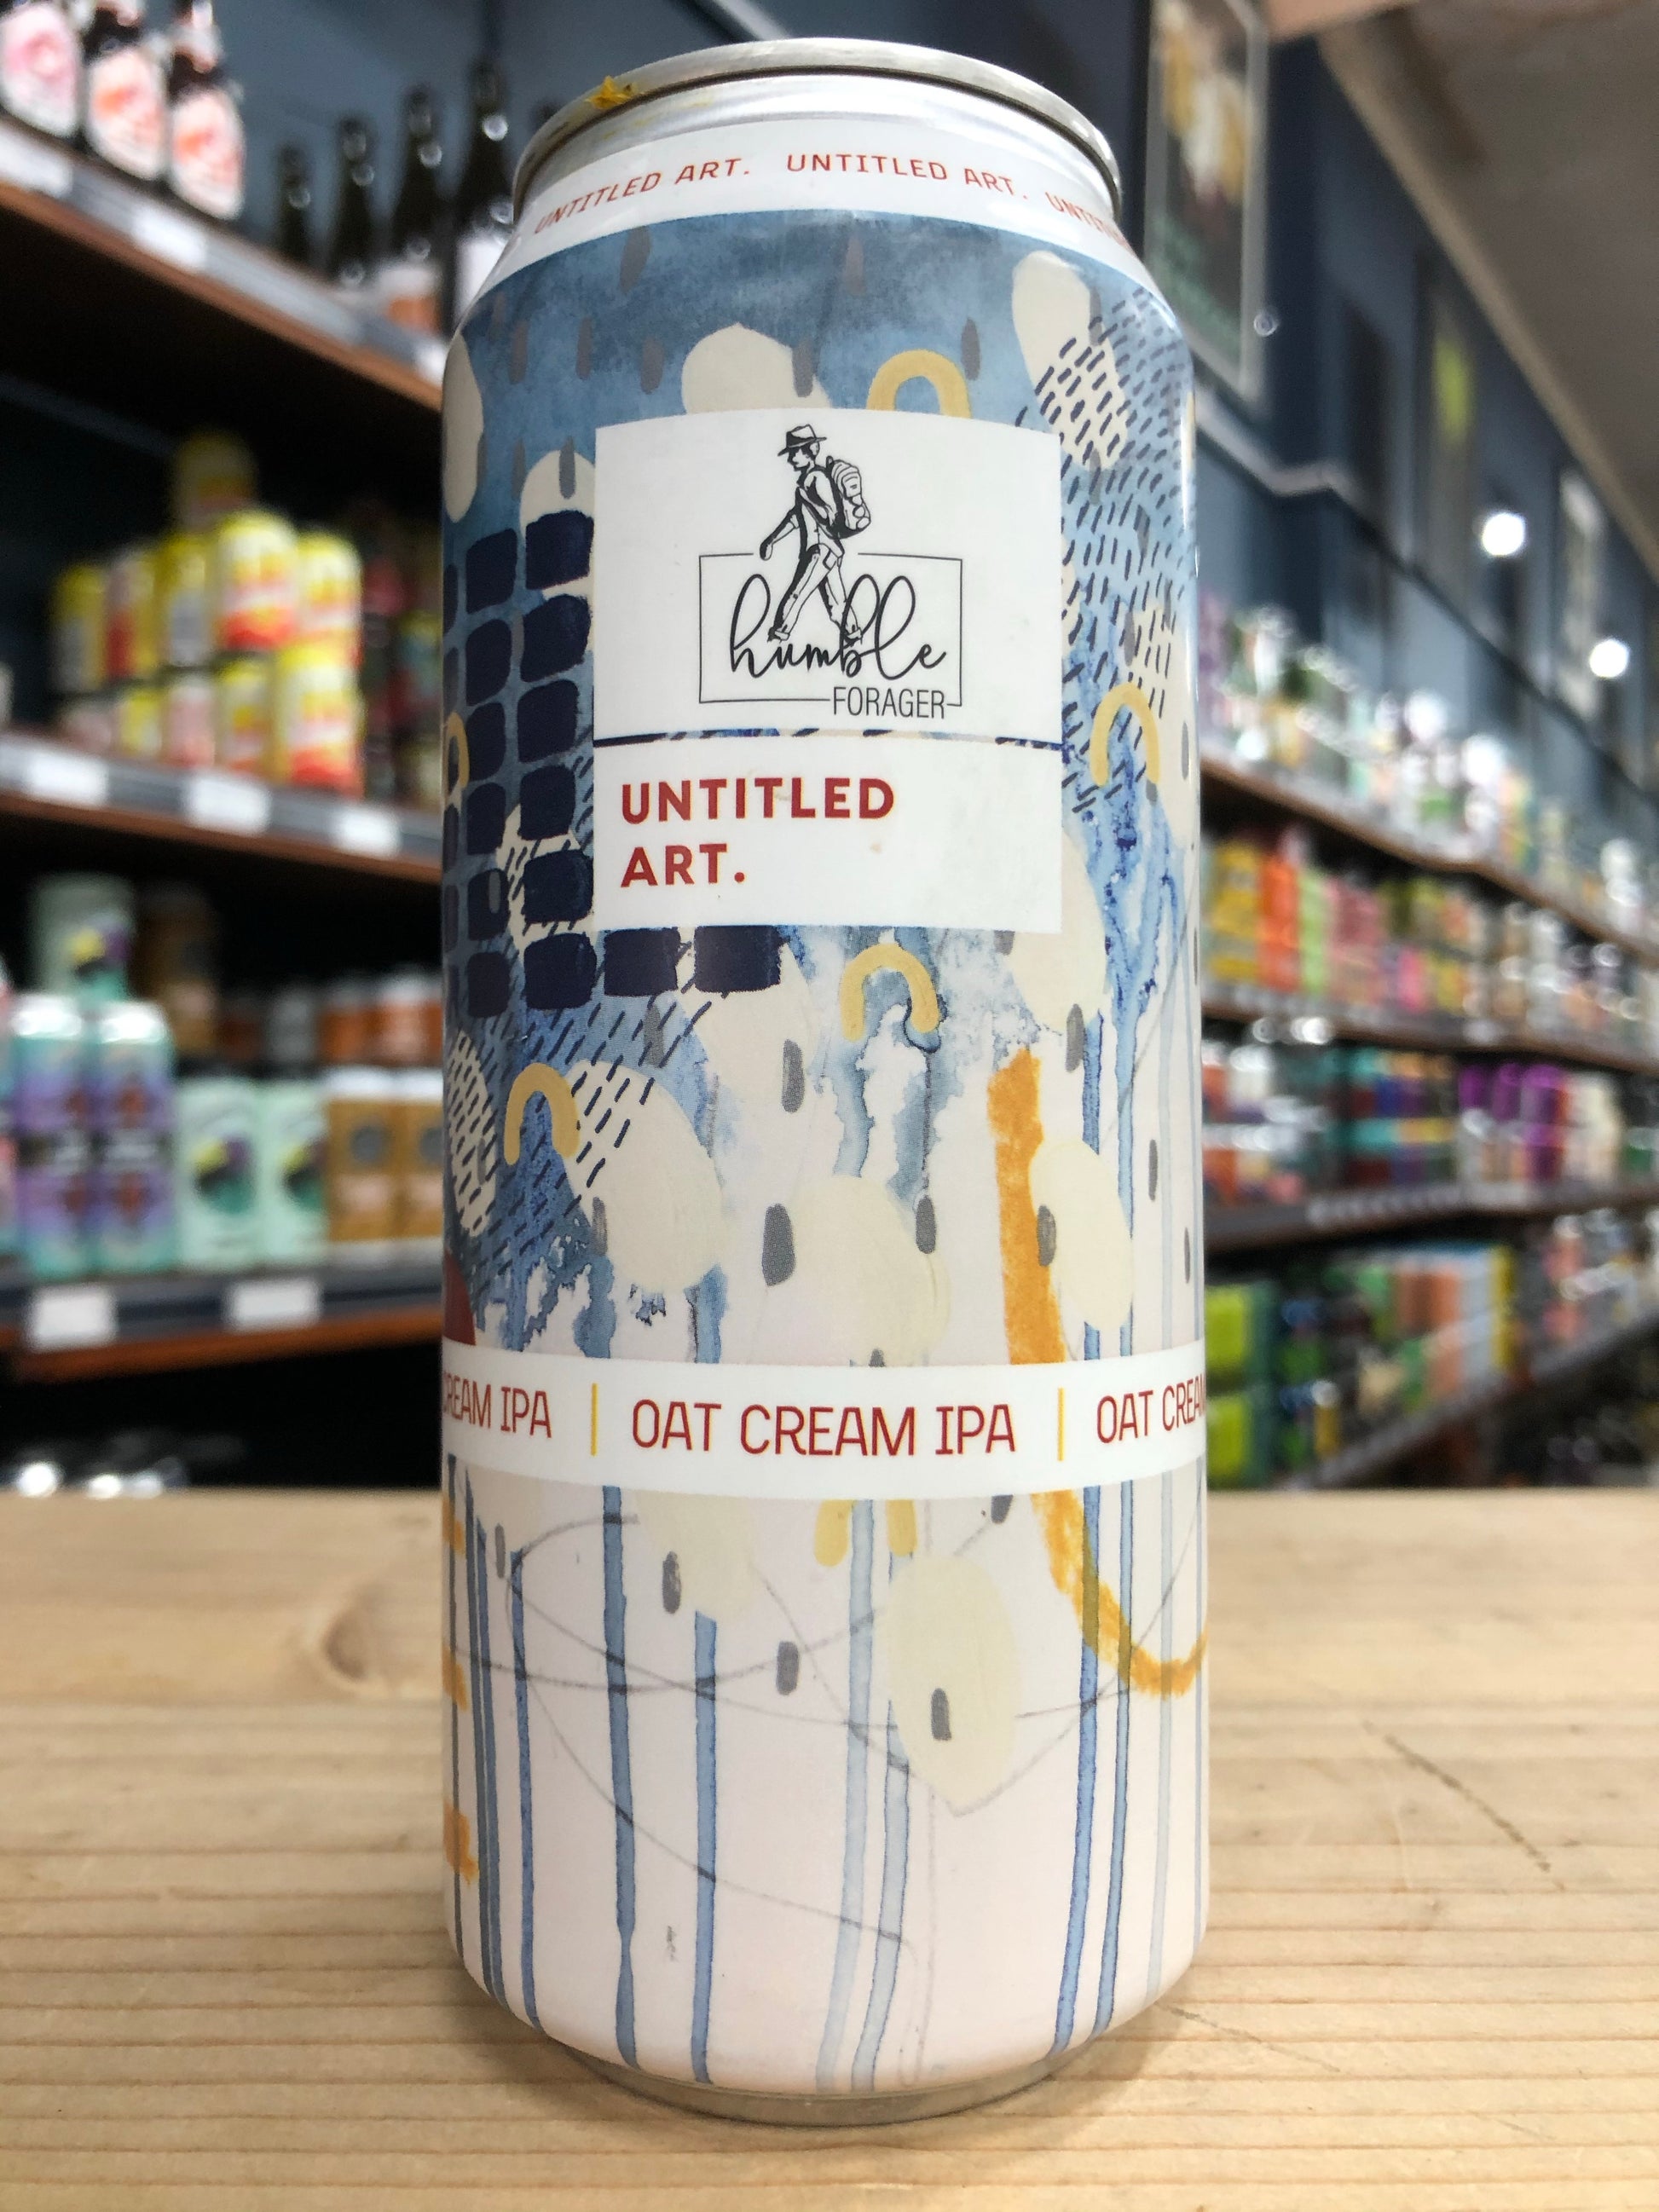 UNTITLED ART. UNTITLED ART.
humble
FORAGER
UNTITLED
ART.
CREAM IPA | OAT CREAM IPA | OAT CREAM